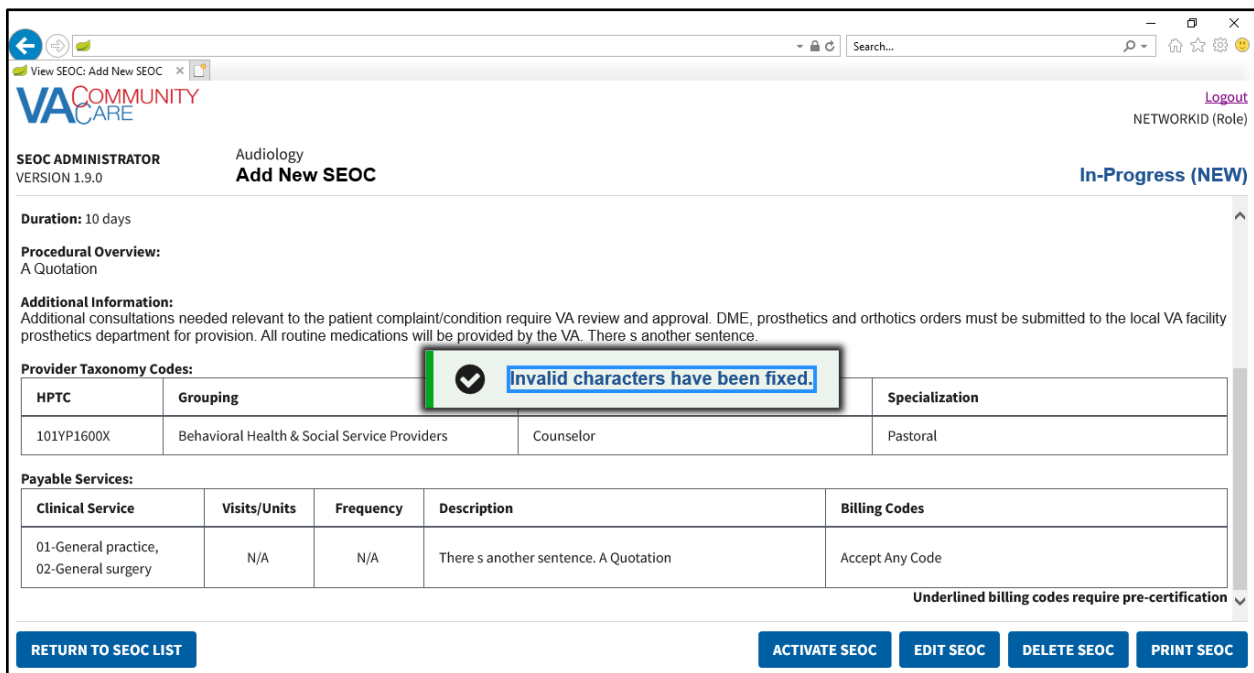 Search...
View SEOC: Add New SEOC
VA COMMUNITY CARE
Logout
NETWORKID (Role)
SEOC ADMINISTRATOR
VERSION 1.9.0
Audiology
Add New SEOC
In-Progress (NEW)
Duration: 10 days
Procedural Overview:
A Quotation
Additional Information:
Additional consultations needed relevant to the patient complaint/condition require VA review and approval. DME, prosthetics and orthotics orders must be submitted to the local VA facility
prosthetics department for provision. All routine medications will be provided by the VA. There s another sentence.
Invalid characters have been fixed.
Provider Taxonomy Codes:
HPTC Grouping Specialization
101YP1600X Behavioral Health & Social Service Providers Counselor Pastoral
Payable Services:
Clinical Service Visits/Units Frequency Description Billing Codes
01-General practice,
02-General surgery
N/A N/A There s another sentence. A Quotation Accept Any Code
Underlined billing codes require pre-certification
RETURN TO SEOC LIST ACTIVATE SEOC EDIT SEOC DELETE SEOC PRINT SEOC